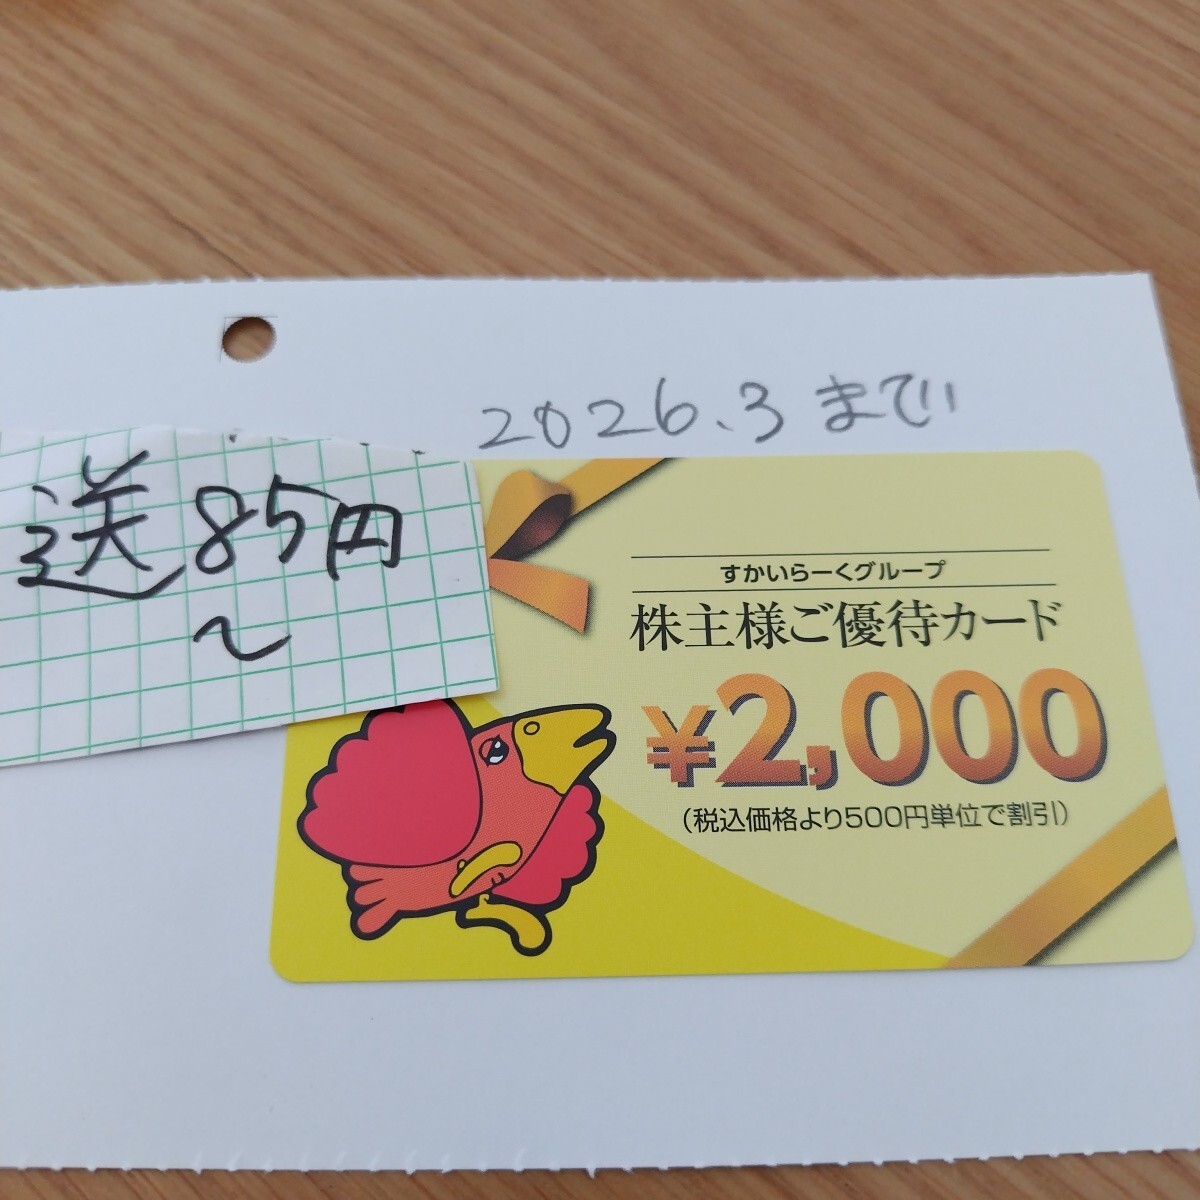 2026.3 まで
送 85円
～
すかいらーくグループ
株主様ご優待カード
¥2,000
(税込価格より500円単位で割引)